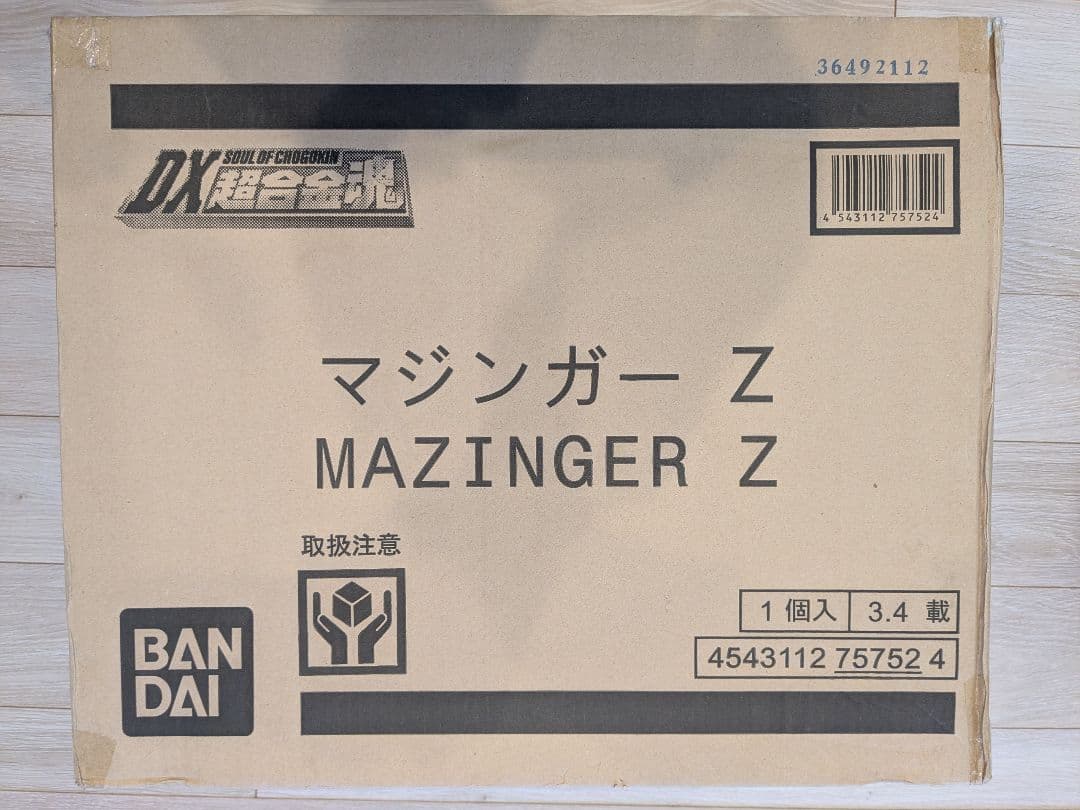 36492112
DX SOUL OF CHOGOKIN
超合金魂
4 543112 757524
マジンガー Z
MAZINGER Z
取扱注意
1 個入 3.4 載
4543112 75752 4
BAN
DAI